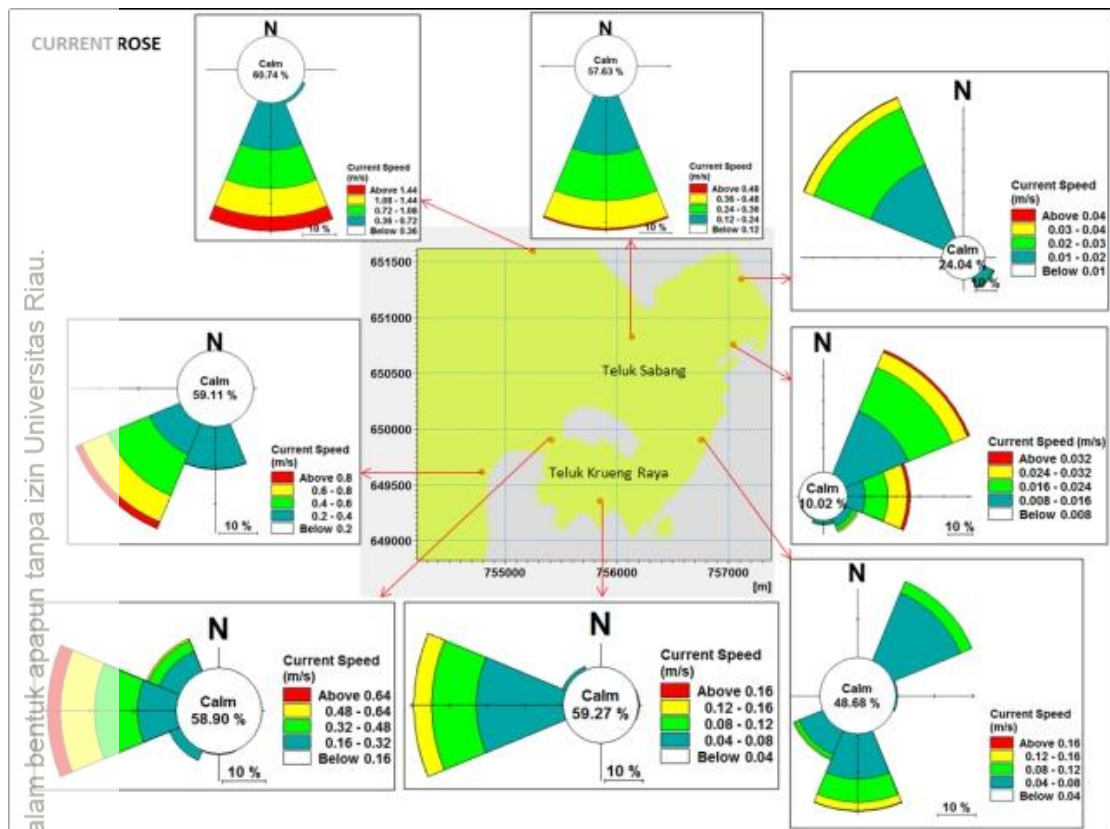 CURRENT ROSE
N
Calm
60.74 %
Current Speed
(m/s)
Above 1.44
1.08 - 1.44
0.72 - 1.08
0.36 - 0.72
Below 0.36
10 %
N
Calm
57.63 %
Current Speed
(m/s)
Above 0.48
0.36 - 0.48
0.24 - 0.36
0.12 - 0.24
Below 0.12
10 %
N
Calm
24.04 %
10 %
Current Speed
(m/s)
Above 0.04
0.03 - 0.04
0.02 - 0.03
0.01 - 0.02
Below 0.01
N
Calm
59.11 %
Current Speed
(m/s)
Above 0.8
0.6 - 0.8
0.4 - 0.6
0.2 - 0.4
Below 0.2
10 %
651500
651000
650500
650000
649500
649000
755000
756000
757000
[m]
Teluk Sabang
Teluk Krueng Raya
N
Calm
10.02 %
Current Speed (m/s)
Above 0.032
0.024 - 0.032
0.016 - 0.024
0.008 - 0.016
Below 0.008
10 %
N
Calm
58.90 %
Current Speed
(m/s)
Above 0.64
0.48 - 0.64
0.32 - 0.48
0.16 - 0.32
Below 0.16
10 %
N
Calm
59.27 %
Current Speed
(m/s)
Above 0.16
0.12 - 0.16
0.08 - 0.12
0.04 - 0.08
Below 0.04
10 %
N
Calm
48.68 %
Current Speed
(m/s)
Above 0.16
0.12 - 0.16
0.08 - 0.12
0.04 - 0.08
Below 0.04
10 %
alam bentuk apapun tanpa izin Universitas Riau.